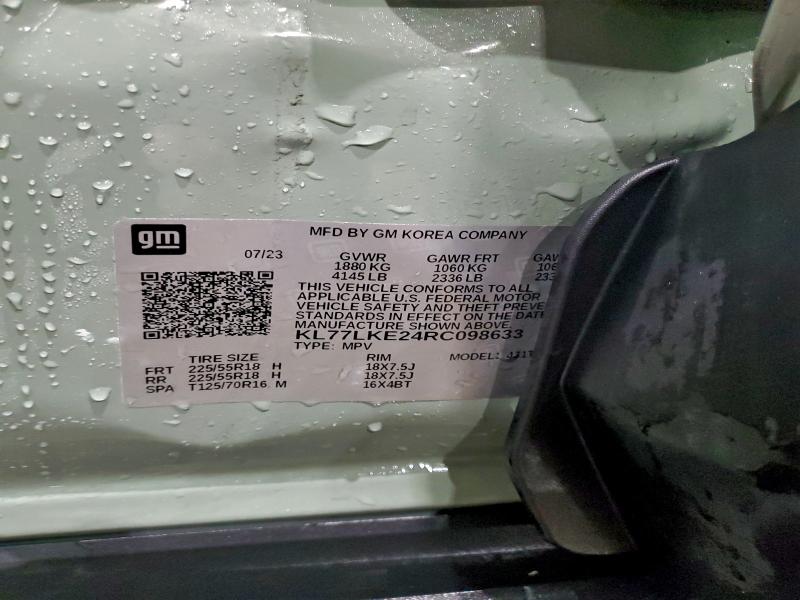 gm
MFD BY GM KOREA COMPANY
07/23
GVWR GAWR FRT
1880 KG 1060 KG
4145 LB 2336 LB
THIS VEHICLE CONFORMS TO ALL
APPLICABLE U.S. FEDERAL MOTOR
VEHICLE SAFETY AND THEFT PREVE
STANDARDS IN EFFECT ON THE DATE
MANUFACTURE SHOWN ABOVE.
KL77LKE24RC098633
TYPE: MPV
TIRE SIZE RIM MODEL:
FRT 225/55R18 H 18X7.5J
RR 225/55R18 H 18X7.5J
SPA T125/70R16 M 16X4BT